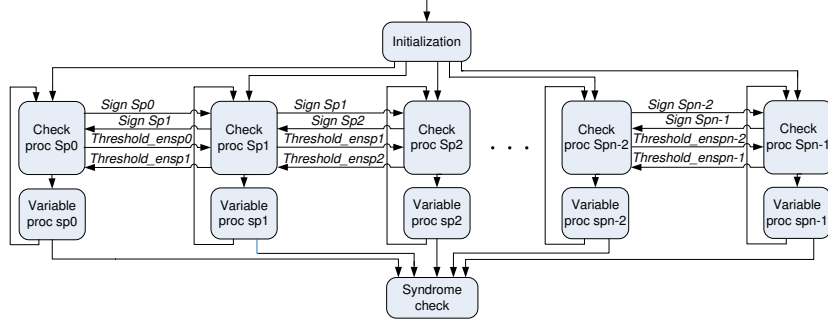 Initialization
Sign Sp0
Sign Sp1
Threshold_ensp0
Threshold_ensp1
Sign Sp1
Sign Sp2
Threshold_ensp1
Threshold_ensp2
Sign Spn-2
Sign Spn-1
Threshold_enspn-2
Threshold_enspn-1
Check
proc Sp0
Check
proc Sp1
Check
proc Sp2
. . .
Check
proc Spn-2
Check
proc Spn-1
Variable
proc sp0
Variable
proc sp1
Variable
proc sp2
Variable
proc spn-2
Variable
proc spn-1
Syndrome
check